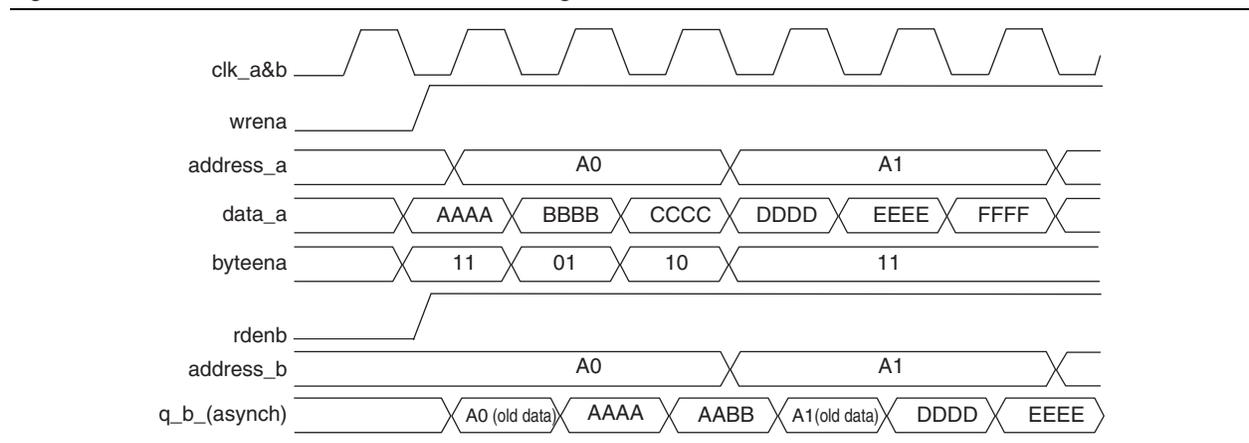 clk_a&b
wrena
address_a A0 A1
data_a AAAA BBBB CCCC DDDD EEEE FFFF
byteena 11 01 10 11
rdenb
address_b A0 A1
q_b_(asynch) A0 (old data) AAAA AABB A1(old data) DDDD EEEE